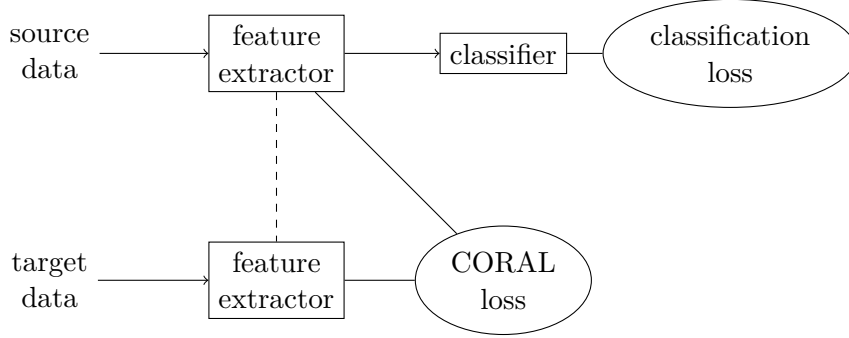 source
data
feature
extractor
classifier
classification
loss
target
data
feature
extractor
CORAL
loss